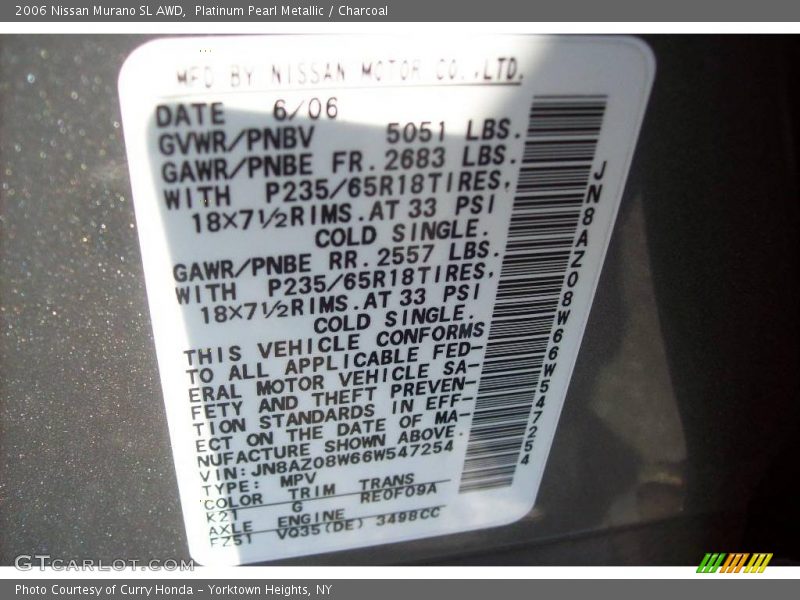 2006 Nissan Murano SL AWD,  Platinum Pearl Metallic / Charcoal
MFD BY NISSAN MOTOR CO.,LTD.
DATE 6/06
GVWR/PNBV 5051 LBS.
GAWR/PNBE FR. 2683 LBS.
WITH P235/65R18TIRES,
18×7½RIMS.AT 33 PSI
COLD SINGLE.
GAWR/PNBE RR. 2557 LBS.
WITH P235/65R18TIRES,
18×7½RIMS.AT 33 PSI
COLD SINGLE.
THIS VEHICLE CONFORMS
TO ALL APPLICABLE FED-
ERAL MOTOR VEHICLE SA-
FETY AND THEFT PREVEN-
TION STANDARDS IN EFF-
ECT ON THE DATE OF MA-
NUFACTURE SHOWN ABOVE.
VIN:JN8AZ08W66W547254
TYPE: MPV
COLOR TRIM TRANS
K21 G RE0F09A
AXLE ENGINE
FZ51 VQ35(DE) 3498CC
JN8AZ08W66W547254
GTCARLOT.COM
Photo Courtesy of Curry Honda - Yorktown Heights, NY